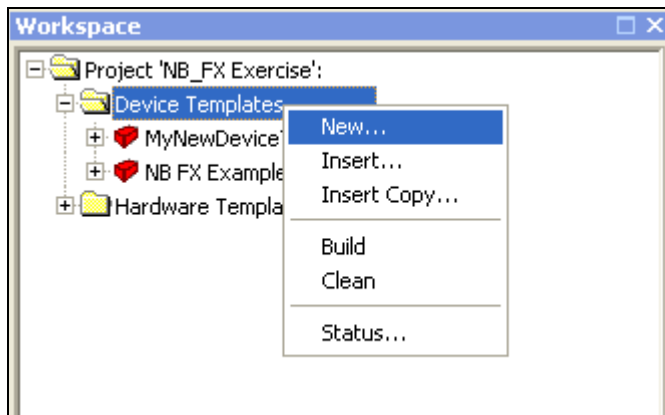 Workspace
Project 'NB_FX Exercise':
Device Templates
New...
MyNewDevice
Insert...
NB FX Example
Insert Copy...
Hardware Templa
Build
Clean
Status...